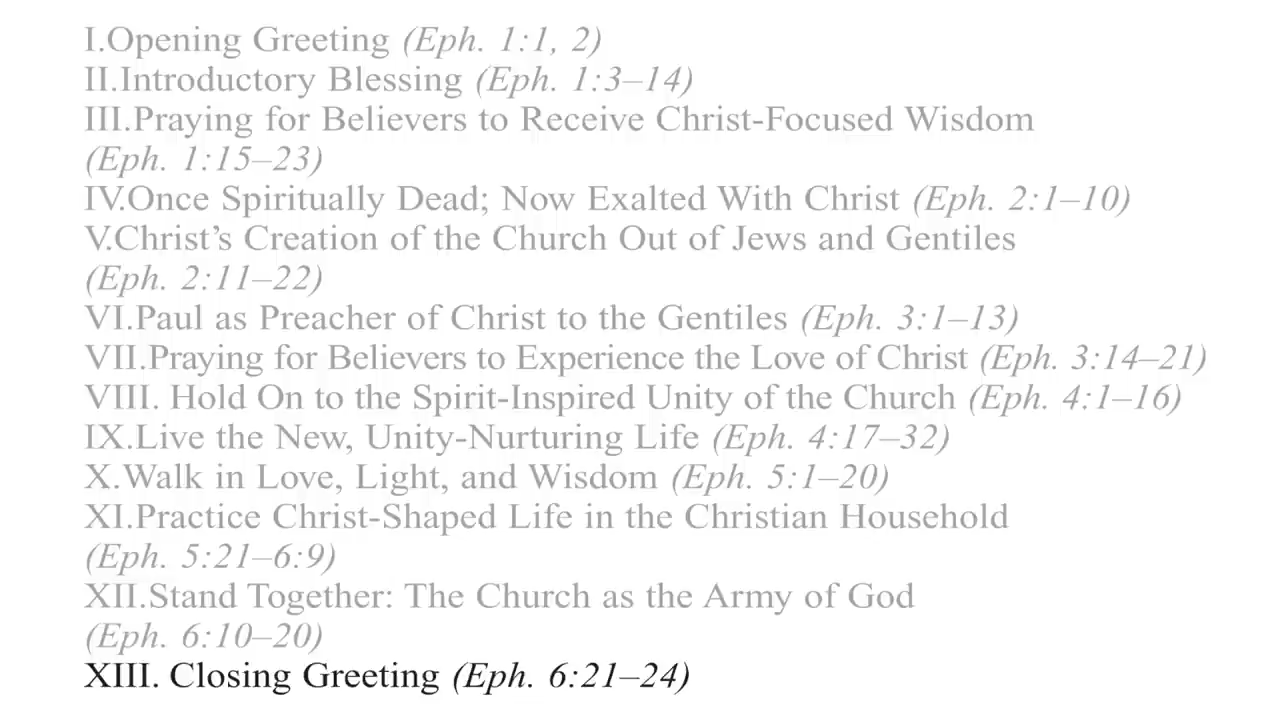 I.Opening Greeting (Eph. 1:1, 2)
II.Introductory Blessing (Eph. 1:3–14)
III.Praying for Believers to Receive Christ-Focused Wisdom
(Eph. 1:15–23)
IV.Once Spiritually Dead; Now Exalted With Christ (Eph. 2:1–10)
V.Christ’s Creation of the Church Out of Jews and Gentiles
(Eph. 2:11–22)
VI.Paul as Preacher of Christ to the Gentiles (Eph. 3:1–13)
VII.Praying for Believers to Experience the Love of Christ (Eph. 3:14–21)
VIII. Hold On to the Spirit-Inspired Unity of the Church (Eph. 4:1–16)
IX.Live the New, Unity-Nurturing Life (Eph. 4:17–32)
X.Walk in Love, Light, and Wisdom (Eph. 5:1–20)
XI.Practice Christ-Shaped Life in the Christian Household
(Eph. 5:21–6:9)
XII.Stand Together: The Church as the Army of God
(Eph. 6:10–20)
XIII. Closing Greeting (Eph. 6:21–24)